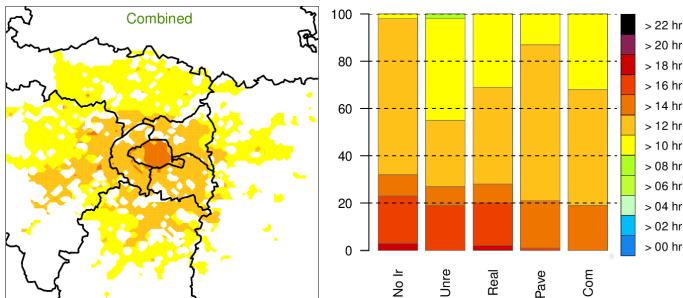 Combined
100
80
60
40
20
0
No Ir
Unre
Real
Pave
Com
> 22 hr
> 20 hr
> 18 hr
> 16 hr
> 14 hr
> 12 hr
> 10 hr
> 08 hr
> 06 hr
> 04 hr
> 02 hr
> 00 hr